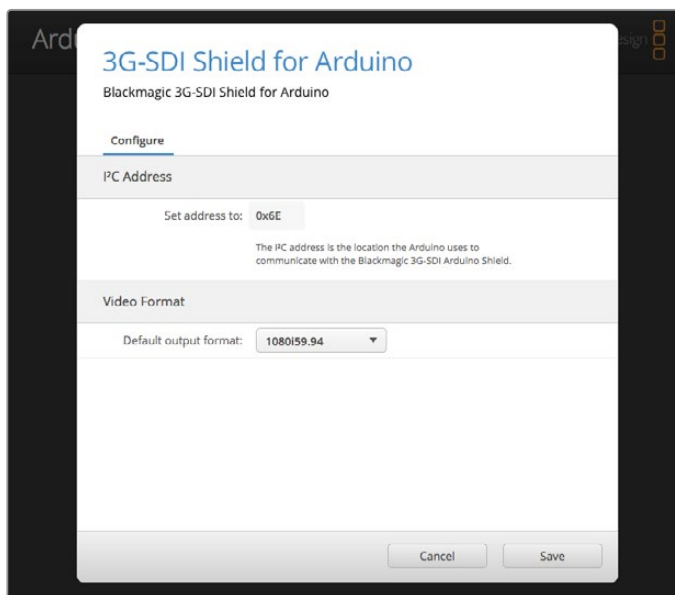 Ardu
esign
3G-SDI Shield for Arduino
Blackmagic 3G-SDI Shield for Arduino
Configure
I²C Address
Set address to: 0x6E
The I²C address is the location the Arduino uses to
communicate with the Blackmagic 3G-SDI Arduino Shield.
Video Format
Default output format: 1080i59.94
Cancel Save